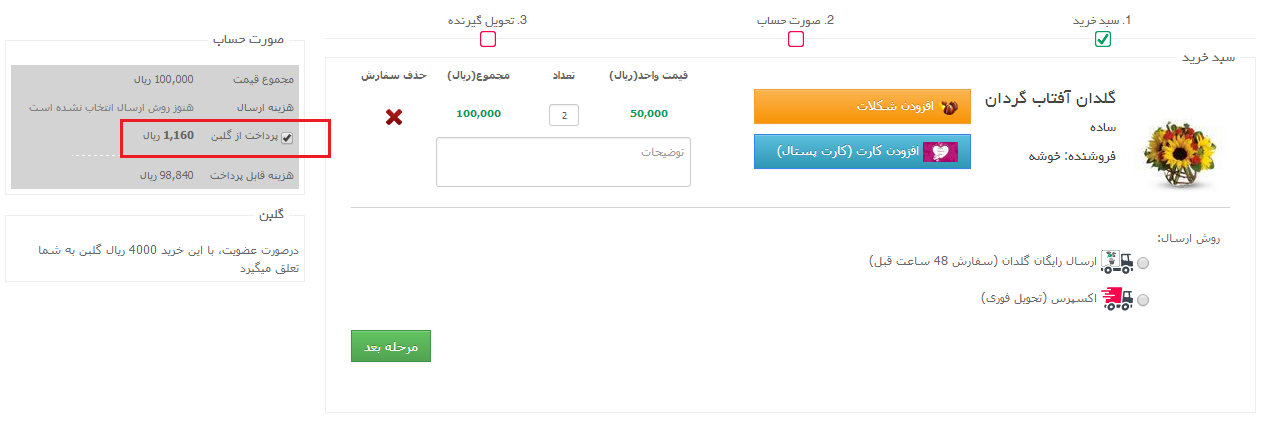 1. سبد خرید
2. صورت حساب
3. تحویل گیرنده
سبد خرید
قیمت واحد(ریال)
تعداد
مجموع(ریال)
حذف سفارش
گلدان آفتاب گردان
ساده
فروشنده: خوشه
افزودن شکلات
افزودن کارت (کارت پستال)
50,000
2
100,000
توضیحات
روش ارسال:
ارسال رایگان گلدان (سفارش 48 ساعت قبل)
اکسپرس (تحویل فوری)
مرحله بعد
صورت حساب
مجموع قیمت 100,000 ریال
هزینه ارسال هنوز روش ارسال انتخاب نشده است
پرداخت از گلبن 1,160 ریال
هزینه قابل پرداخت 98,840 ریال
گلبن
درصورت عضویت، با این خرید 4000 ریال گلبن به شما
تعلق میگیرد